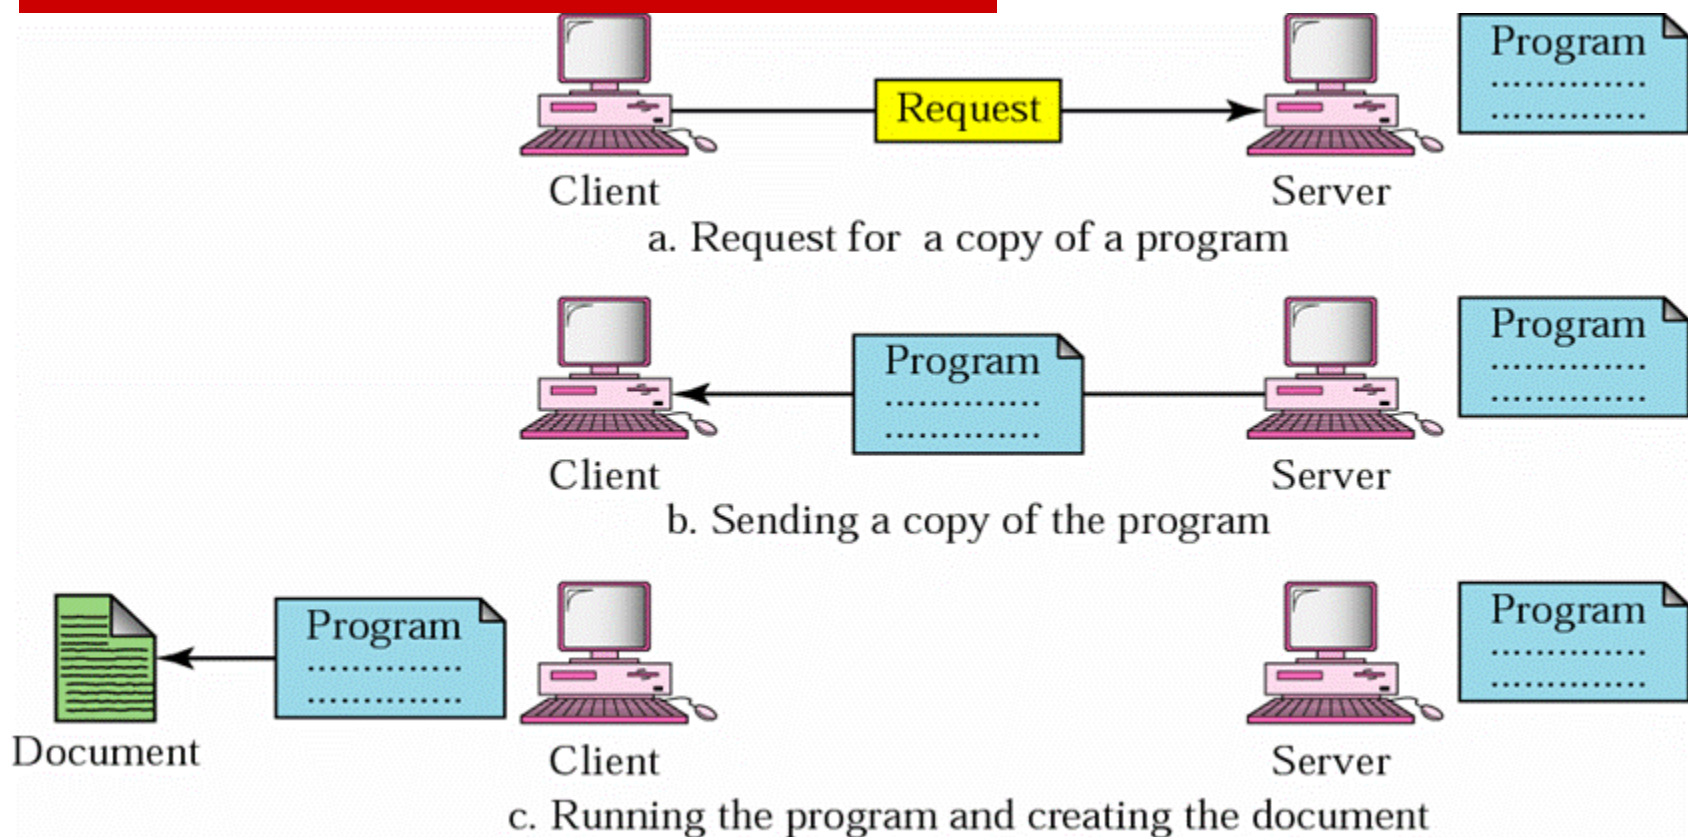 Program
Request
Client
Server
a. Request for a copy of a program
Program
Program
Client
Server
b. Sending a copy of the program
Program
Program
Document
Client
Server
c. Running the program and creating the document